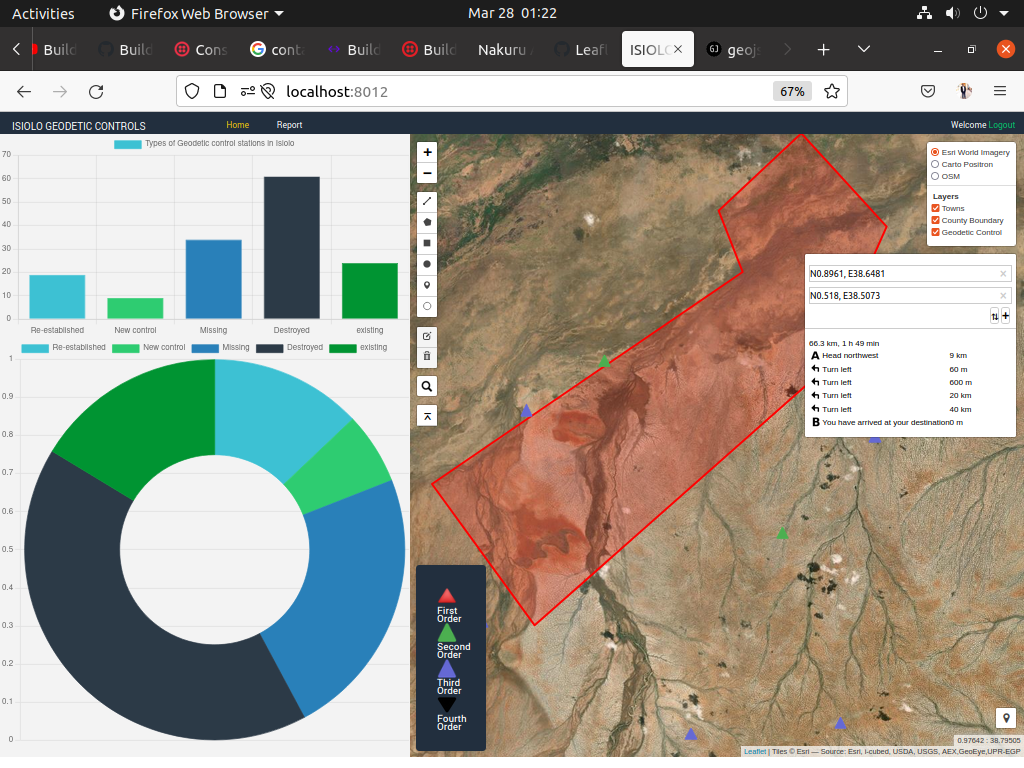 Activities
Firefox Web Browser
Mar 28 01:22
Build
Build
Cons
cont
Build
Build
Nakuru
Leafl
ISIOLO
geojs
localhost:8012
67%
ISIOLO GEODETIC CONTROLS
Home
Report
Welcome Logout
Types of Geodetic control stations in Isiolo
70
60
50
40
30
20
10
0
Re-established
New control
Missing
Destroyed
existing
Re-established
New control
Missing
Destroyed
existing
1
0.9
0.8
0.7
0.6
0.5
0.4
0.3
0.2
0.1
0
Esri World Imagery
Carto Positron
OSM
Layers
Towns
County Boundary
Geodetic Control
N0.8961, E38.6481
N0.518, E38.5073
66.3 km, 1 h 49 min
A Head northwest 9 km
Turn left 60 m
Turn left 600 m
Turn left 20 km
Turn left 40 km
B You have arrived at your destination 0 m
First
Order
Second
Order
Third
Order
Fourth
Order
0.97642 : 38.79505
Leaflet | Tiles © Esri — Source: Esri, i-cubed, USDA, USGS, AEX,GeoEye,UPR-EGP